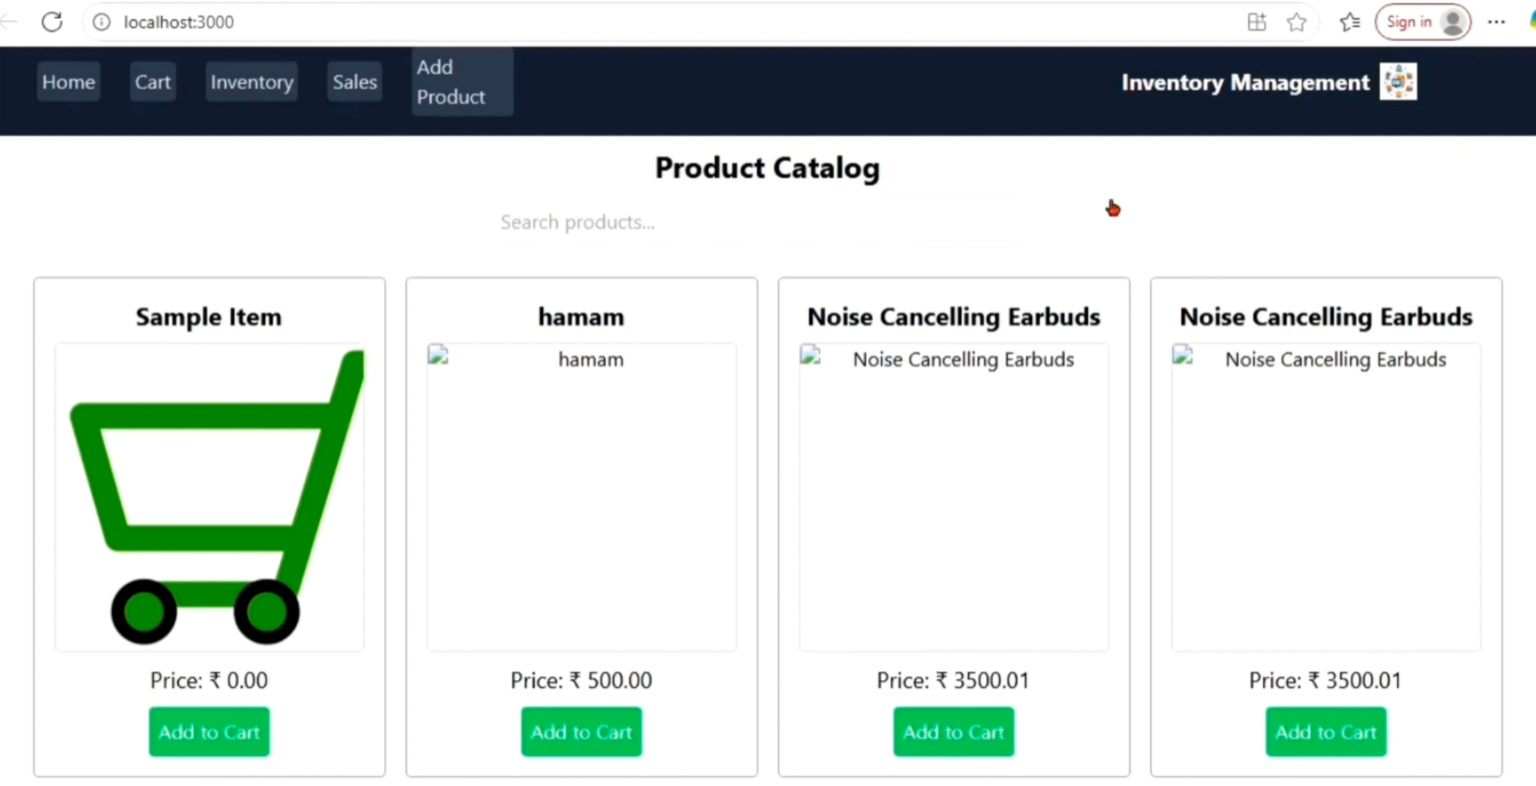 localhost:3000
Sign in
Home Cart Inventory Sales Add
Product
Inventory Management
Product Catalog
Search products...
Sample Item
Price: ₹ 0.00
Add to Cart
hamam
hamam
Price: ₹ 500.00
Add to Cart
Noise Cancelling Earbuds
Noise Cancelling Earbuds
Price: ₹ 3500.01
Add to Cart
Noise Cancelling Earbuds
Noise Cancelling Earbuds
Price: ₹ 3500.01
Add to Cart